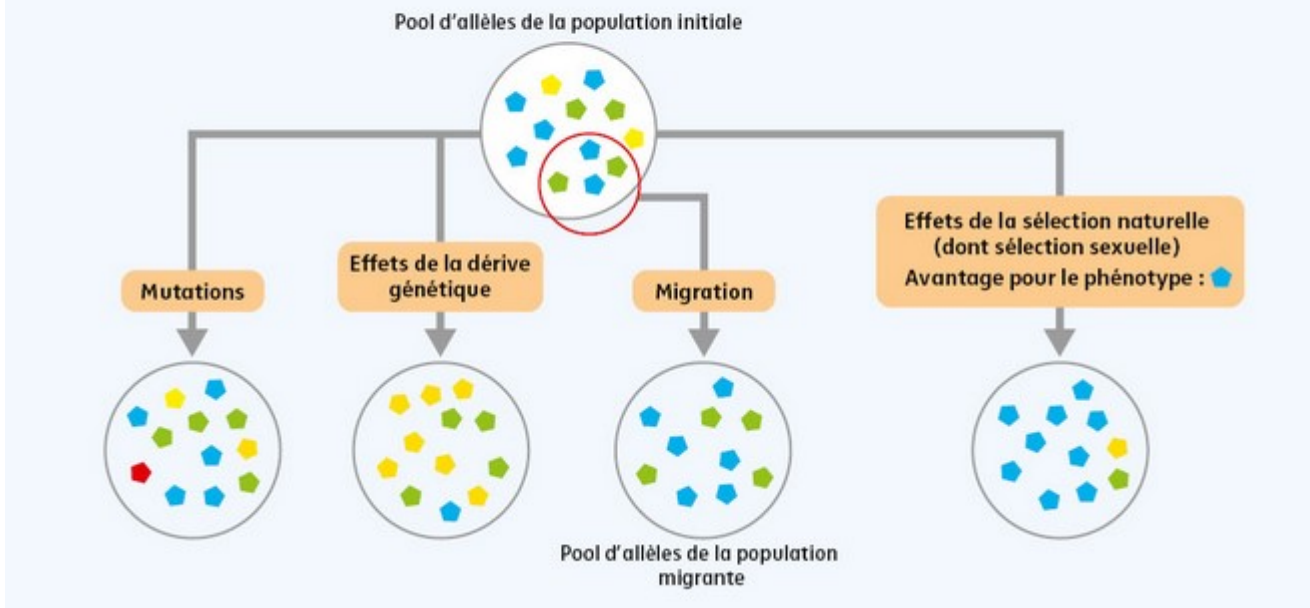 Pool d'allèles de la population initiale
Mutations
Effets de la dérive
génétique
Migration
Effets de la sélection naturelle
(dont sélection sexuelle)
Avantage pour le phénotype :
Pool d'allèles de la population
migrante